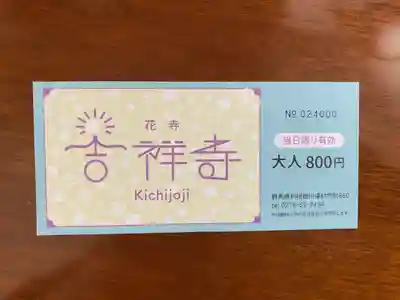 花寺
吉祥寺
Kichijoji
No 024000
当日限り有効
大人 800円